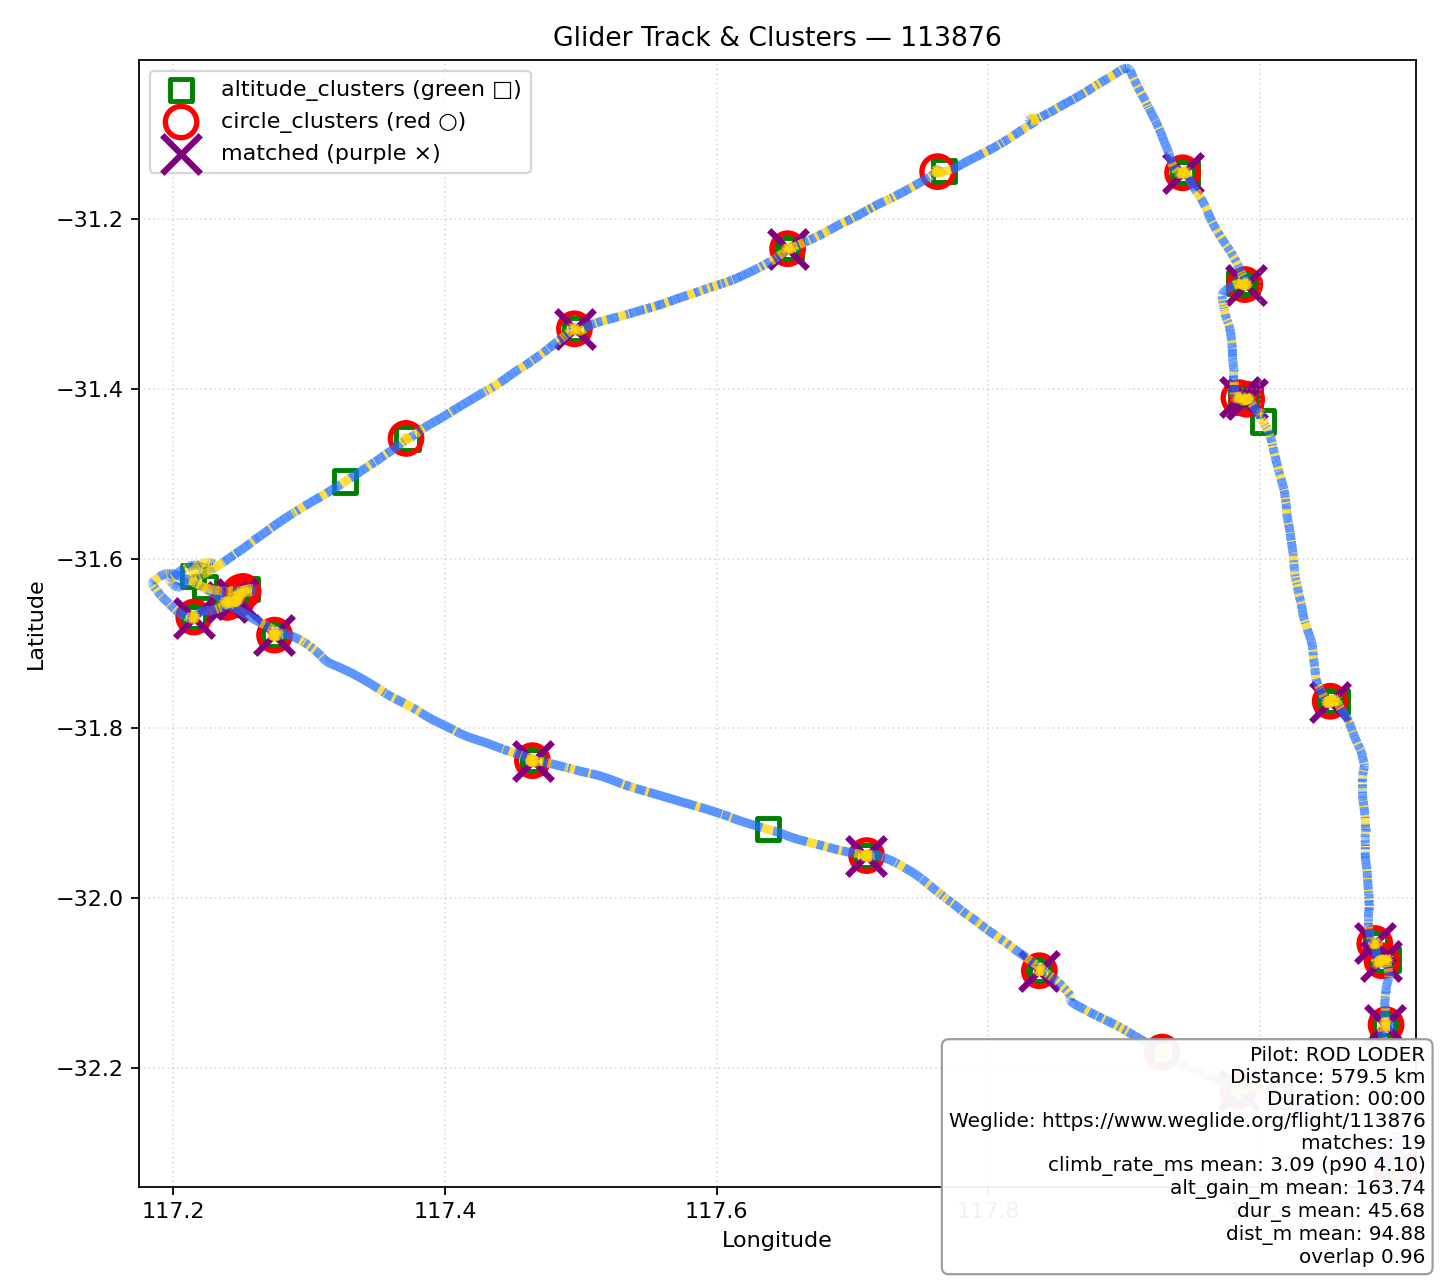 Glider Track & Clusters — 113876
altitude_clusters (green □)
circle_clusters (red ○)
matched (purple ×)
Latitude
−31.2
−31.4
−31.6
−31.8
−32.0
−32.2
117.2
117.4
117.6
117.8
Longitude
Pilot: ROD LODER
Distance: 579.5 km
Duration: 00:00
Weglide: https://www.weglide.org/flight/113876
matches: 19
climb_rate_ms mean: 3.09 (p90 4.10)
alt_gain_m mean: 163.74
dur_s mean: 45.68
dist_m mean: 94.88
overlap 0.96